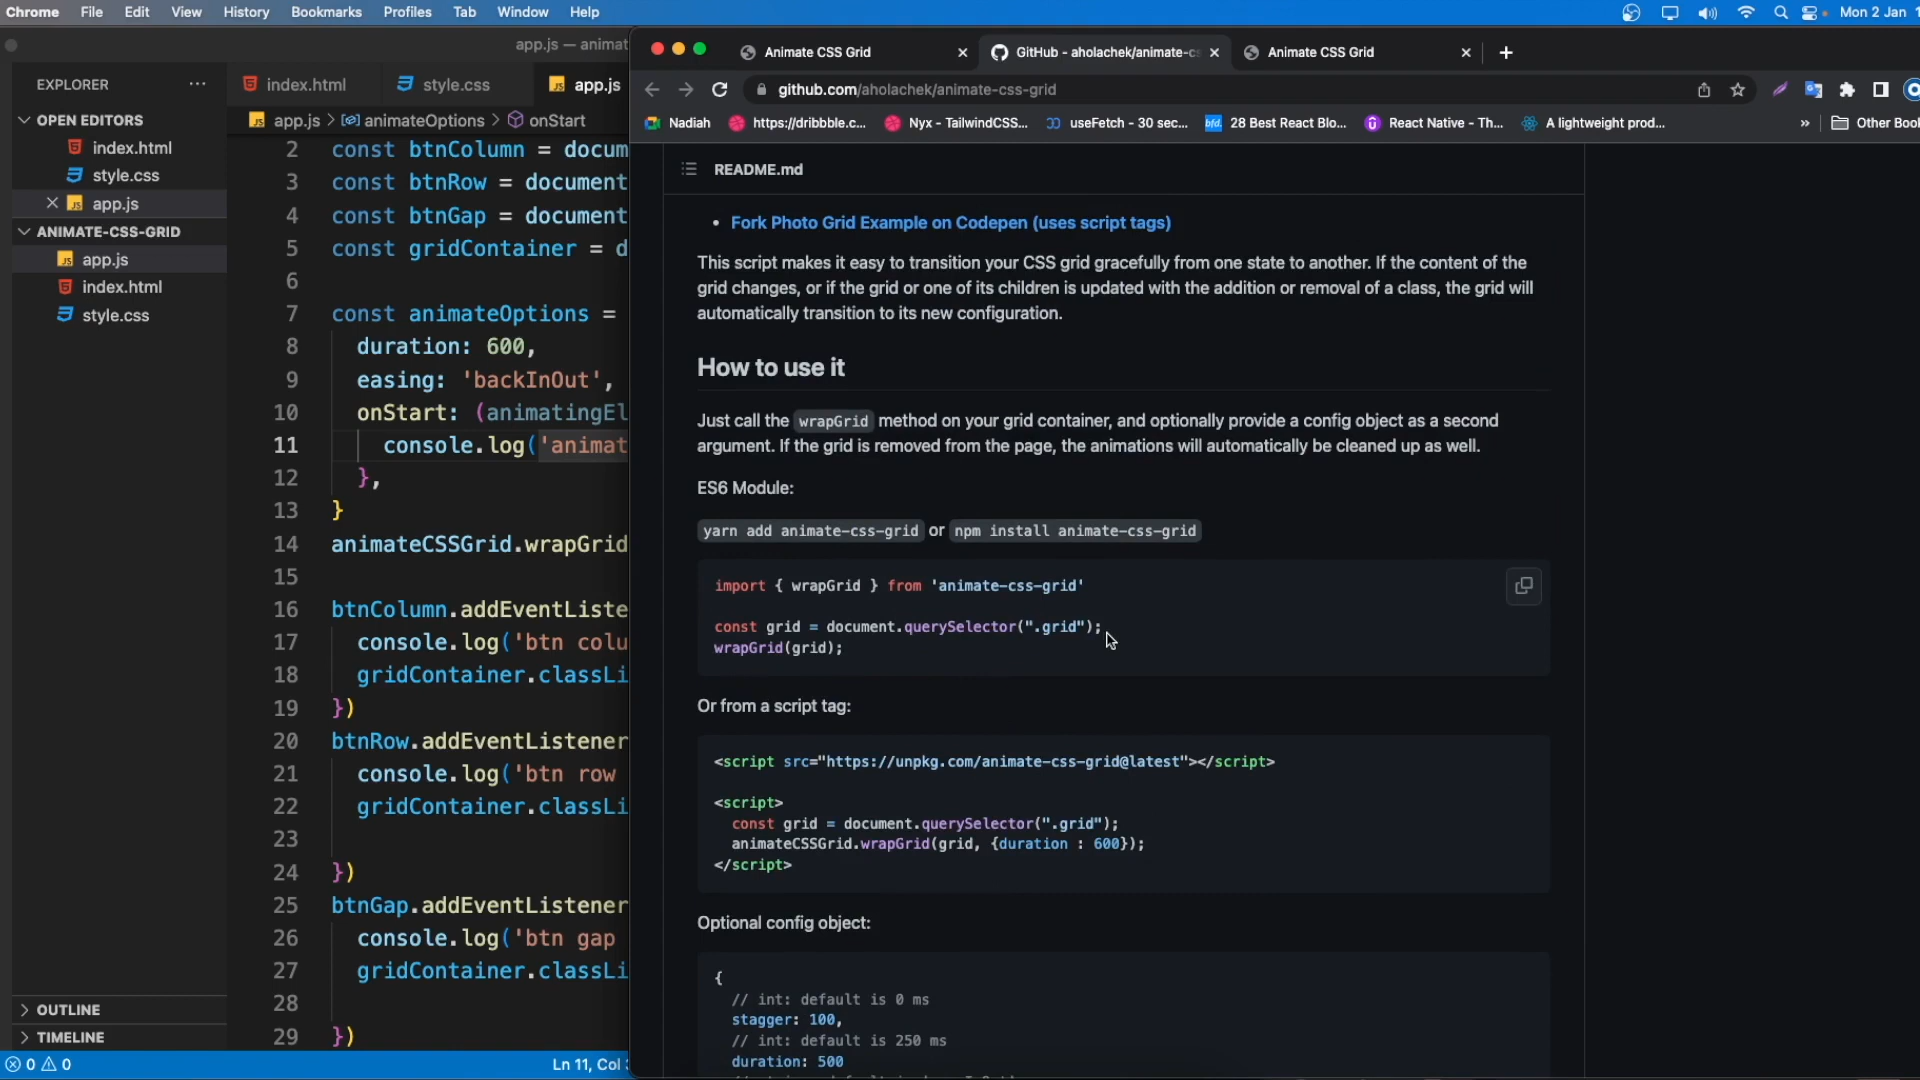 Chrome File Edit View History Bookmarks Profiles Tab Window Help
Mon 2 Jan
app.js — animat
EXPLORER
OPEN EDITORS
index.html
style.css
app.js
ANIMATE-CSS-GRID
app.js
index.html
style.css
OUTLINE
TIMELINE
0 0
Ln 11, Col
index.html
style.css
app.js
app.js > animateOptions > onStart
2 const btnColumn = docum
3 const btnRow = document
4 const btnGap = document
5 const gridContainer = d
6
7 const animateOptions =
8 duration: 600,
9 easing: 'backInOut',
10 onStart: (animatingEl
11 console.log('animat
12 },
13 }
14 animateCSSGrid.wrapGrid
15
16 btnColumn.addEventListe
17 console.log('btn colu
18 gridContainer.classLi
19 })
20 btnRow.addEventListener
21 console.log('btn row
22 gridContainer.classLi
23
24 })
25 btnGap.addEventListener
26 console.log('btn gap
27 gridContainer.classLi
28
29 })
Animate CSS Grid
GitHub - aholachek/animate-cs
Animate CSS Grid
github.com/aholachek/animate-css-grid
Nadiah
https://dribbble.c...
Nyx - TailwindCSS...
useFetch - 30 sec...
bfd. 28 Best React Blo...
React Native - Th...
A lightweight prod...
»
Other Book
README.md
• Fork Photo Grid Example on Codepen (uses script tags)
This script makes it easy to transition your CSS grid gracefully from one state to another. If the content of the
grid changes, or if the grid or one of its children is updated with the addition or removal of a class, the grid will
automatically transition to its new configuration.
How to use it
Just call the wrapGrid method on your grid container, and optionally provide a config object as a second
argument. If the grid is removed from the page, the animations will automatically be cleaned up as well.
ES6 Module:
yarn add animate-css-grid or npm install animate-css-grid
import { wrapGrid } from 'animate-css-grid'
const grid = document.querySelector(".grid");
wrapGrid(grid);
Or from a script tag:
<script src="https://unpkg.com/animate-css-grid@latest"></script>
<script>
const grid = document.querySelector(".grid");
animateCSSGrid.wrapGrid(grid, {duration : 600});
</script>
Optional config object:
{
// int: default is 0 ms
stagger: 100,
// int: default is 250 ms
duration: 500